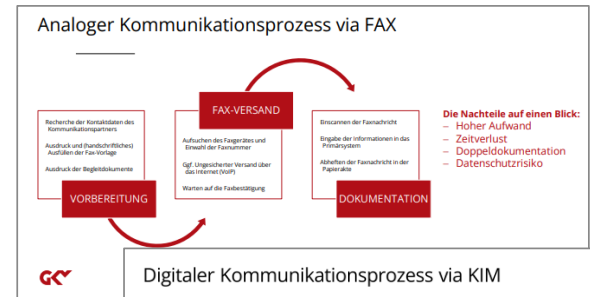 Analoger Kommunikationsprozess via FAX
Recherche der Kontaktdaten des
Kommunikationspartners
Ausdruck und (handschriftliches)
Ausfüllen der Fax-Vorlage
Ausdruck der Begleitdokumente
VORBEREITUNG
FAX-VERSAND
Aufsuchen des Faxgerätes und
Einwahl der Faxnummer
Ggf. Ungesicherter Versand über
das Internet (VoIP)
Warten auf die Faxbestätigung
Einscannen der Faxnachricht
Eingabe der Informationen in das
Primärsystem
Abheften der Faxnachricht in der
Papierakte
DOKUMENTATION
Die Nachteile auf einen Blick:
– Hoher Aufwand
– Zeitverlust
– Doppeldokumentation
– Datenschutzrisiko
GKV
Digitaler Kommunikationsprozess via KIM